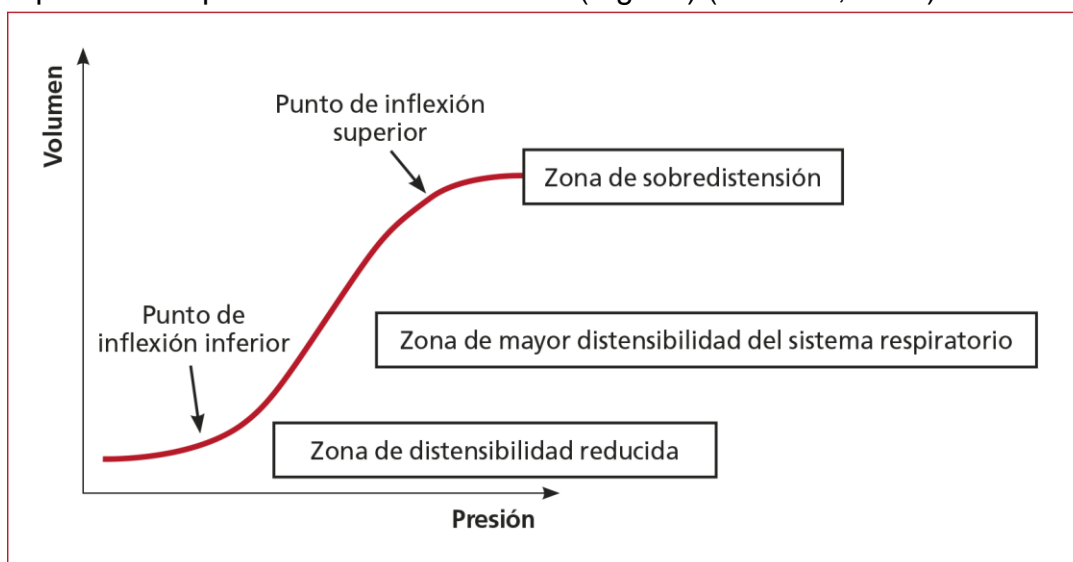 Volumen
Punto de inflexión
superior
Zona de sobredistensión
Punto de
inflexión inferior
Zona de mayor distensibilidad del sistema respiratorio
Zona de distensibilidad reducida
Presión